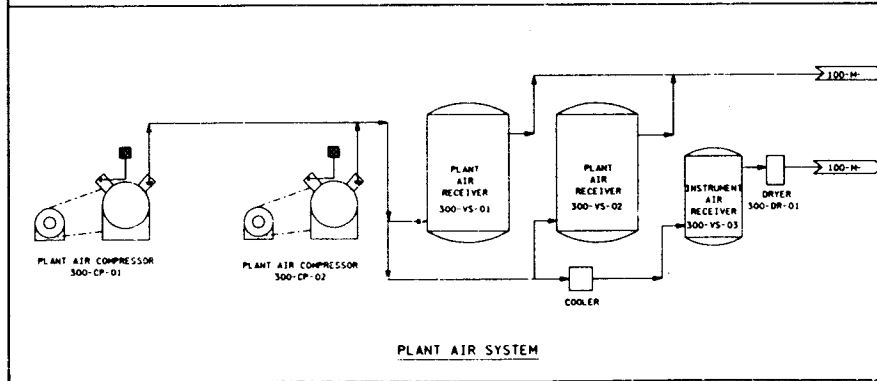 100-M-
PLANT
AIR
RECEIVER
300-VS-01
PLANT
AIR
RECEIVER
300-VS-02
INSTRUMENT
AIR
RECEIVER
300-VS-03
100-M-
DRYER
300-DR-01
PLANT AIR COMPRESSOR
300-CP-01
PLANT AIR COMPRESSOR
300-CP-02
COOLER
PLANT AIR SYSTEM